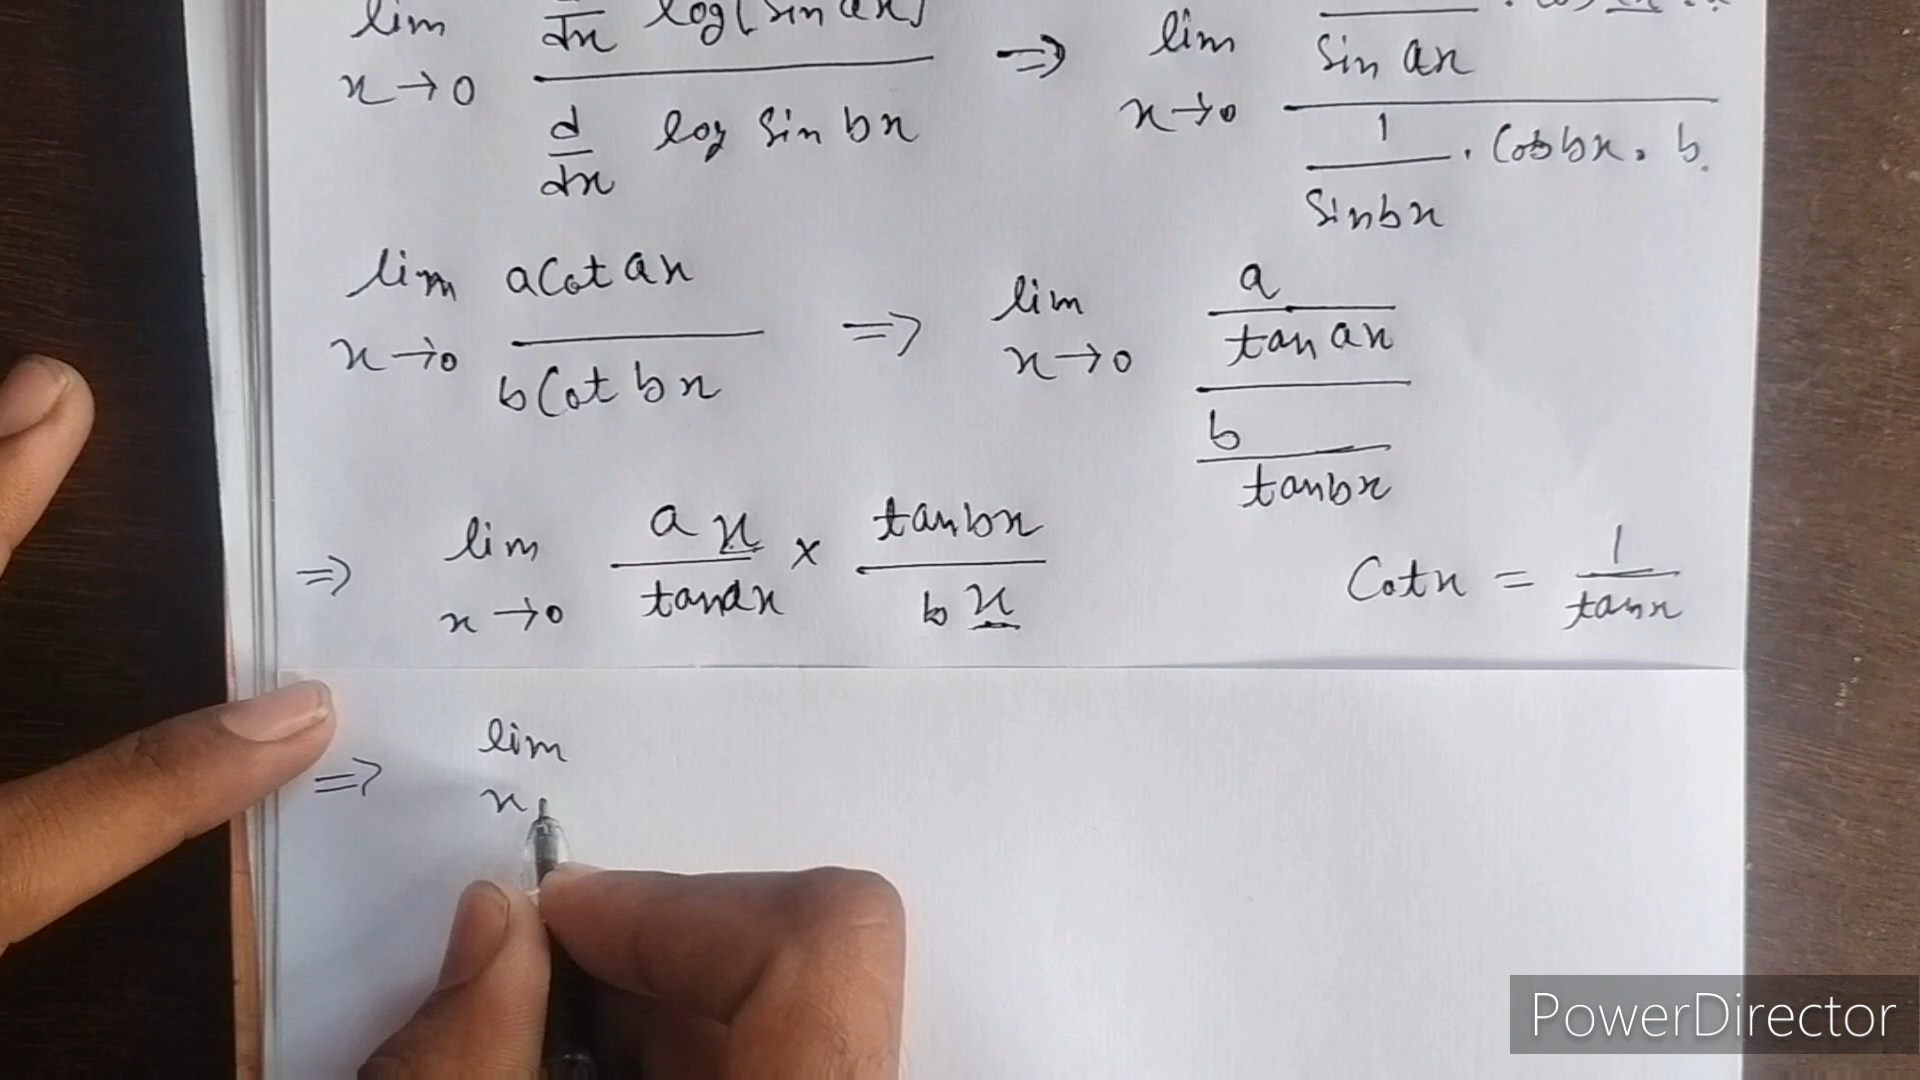 lim x→0 d/dx log(sin ax) / d/dx log sin bx ⇒ lim x→0 sin ax / 1/sin bx · cos bx · b
lim x→0 a cot ax / b cot bx ⇒ lim x→0 a/tan ax / b/tan bx
⇒ lim x→0 ax/tan ax × tan bx/bx
cot x = 1/tan x
⇒ lim x
PowerDirector